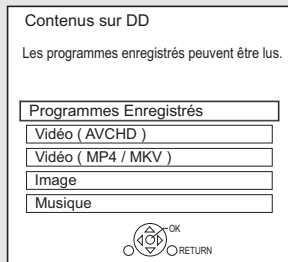 Contenus sur DD
Les programmes enregistrés peuvent être lus.
Programmes Enregistrés
Vidéo ( AVCHD )
Vidéo ( MP4 / MKV )
Image
Musique
OK
RETURN